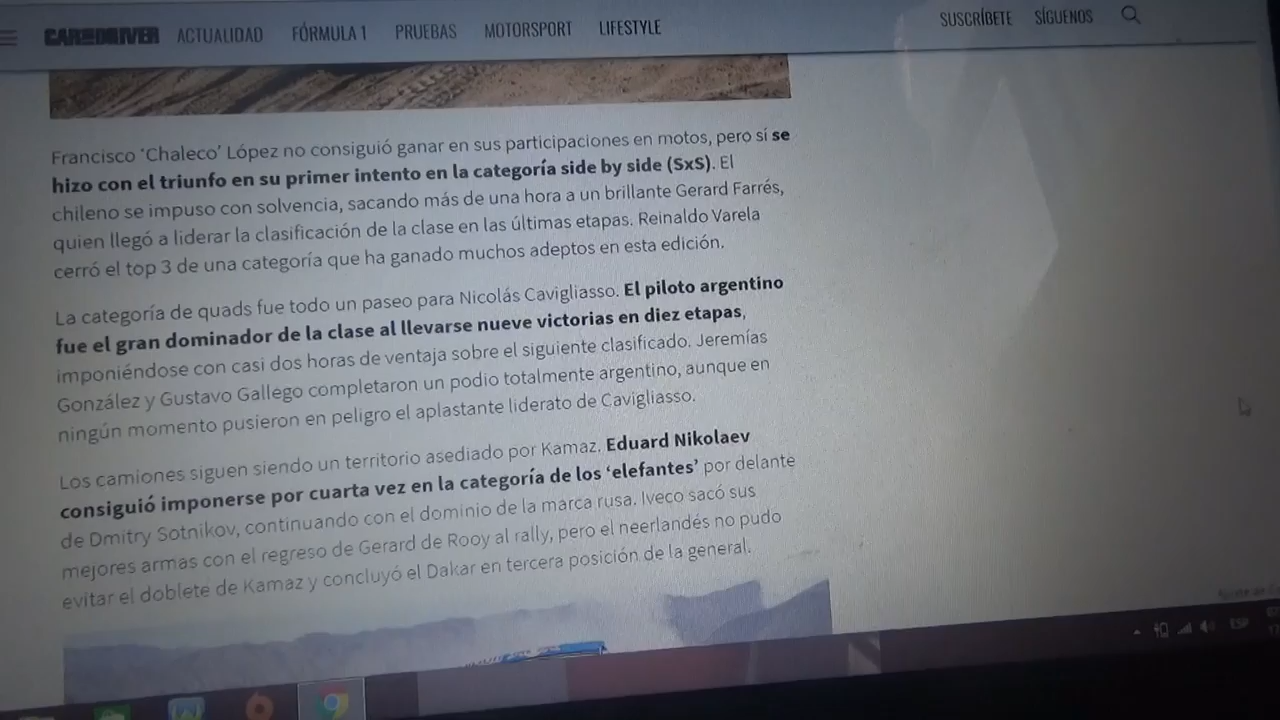 CAR AND DRIVER ACTUALIDAD FÓRMULA 1 PRUEBAS MOTORSPORT LIFESTYLE SUSCRÍBETE SÍGUENOS
Francisco ‘Chaleco’ López no consiguió ganar en sus participaciones en motos, pero sí se
hizo con el triunfo en su primer intento en la categoría side by side (SxS). El
chileno se impuso con solvencia, sacando más de una hora a un brillante Gerard Farrés,
quien llegó a liderar la clasificación de la clase en las últimas etapas. Reinaldo Varela
cerró el top 3 de una categoría que ha ganado muchos adeptos en esta edición.
La categoría de quads fue todo un paseo para Nicolás Cavigliasso. El piloto argentino
fue el gran dominador de la clase al llevarse nueve victorias en diez etapas,
imponiéndose con casi dos horas de ventaja sobre el siguiente clasificado. Jeremías
González y Gustavo Gallego completaron un podio totalmente argentino, aunque en
ningún momento pusieron en peligro el aplastante liderato de Cavigliasso.
Los camiones siguen siendo un territorio asediado por Kamaz. Eduard Nikolaev
consiguió imponerse por cuarta vez en la categoría de los ‘elefantes’ por delante
de Dmitry Sotnikov, continuando con el dominio de la marca rusa. Iveco sacó sus
mejores armas con el regreso de Gerard de Rooy al rally, pero el neerlandés no pudo
evitar el doblete de Kamaz y concluyó el Dakar en tercera posición de la general.
ESP